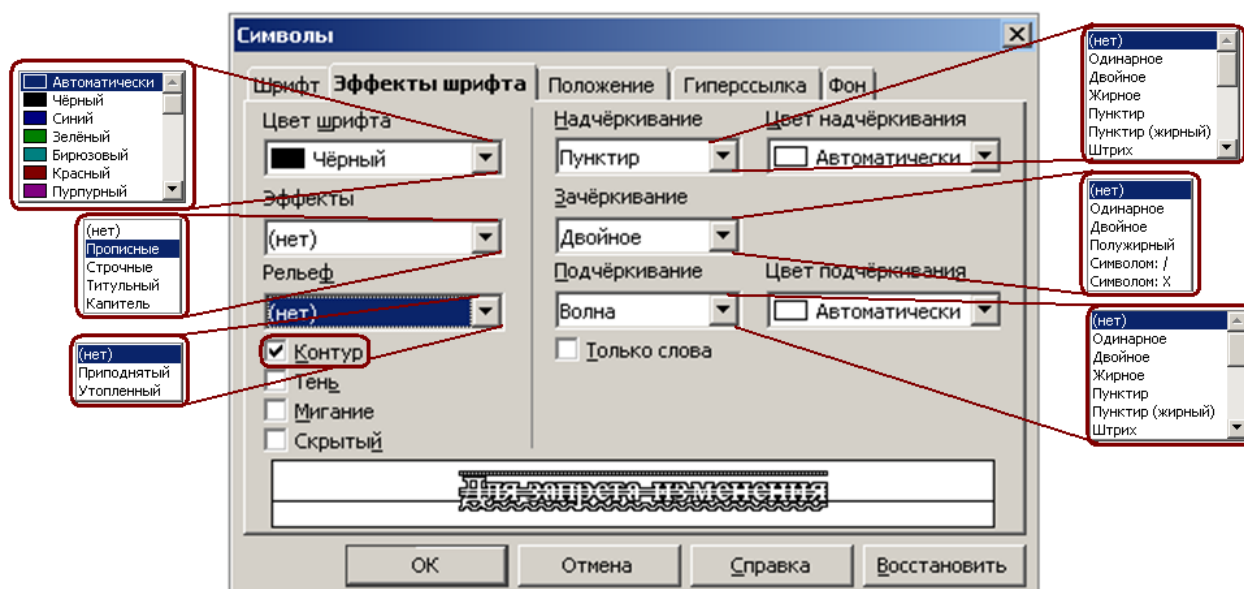 Символы
Шрифт
Эффекты шрифта
Положение
Гиперссылка
Фон
Цвет шрифта
Чёрный
Эффекты
(нет)
Рельеф
(нет)
Контур
Тень
Мигание
Скрытый
Надчёркивание
Пунктир
Цвет надчёркивания
Автоматически
Зачёркивание
Двойное
Подчёркивание
Волна
Цвет подчёркивания
Автоматически
Только слова
Для запрета изменения
ОК
Отмена
Справка
Восстановить
Автоматически
Чёрный
Синий
Зелёный
Бирюзовый
Красный
Пурпурный
(нет)
Прописные
Строчные
Титульный
Капитель
(нет)
Приподнятый
Утопленный
(нет)
Одинарное
Двойное
Жирное
Пунктир
Пунктир (жирный)
Штрих
(нет)
Одинарное
Двойное
Полужирный
Символом: /
Символом: X
(нет)
Одинарное
Двойное
Жирное
Пунктир
Пунктир (жирный)
Штрих